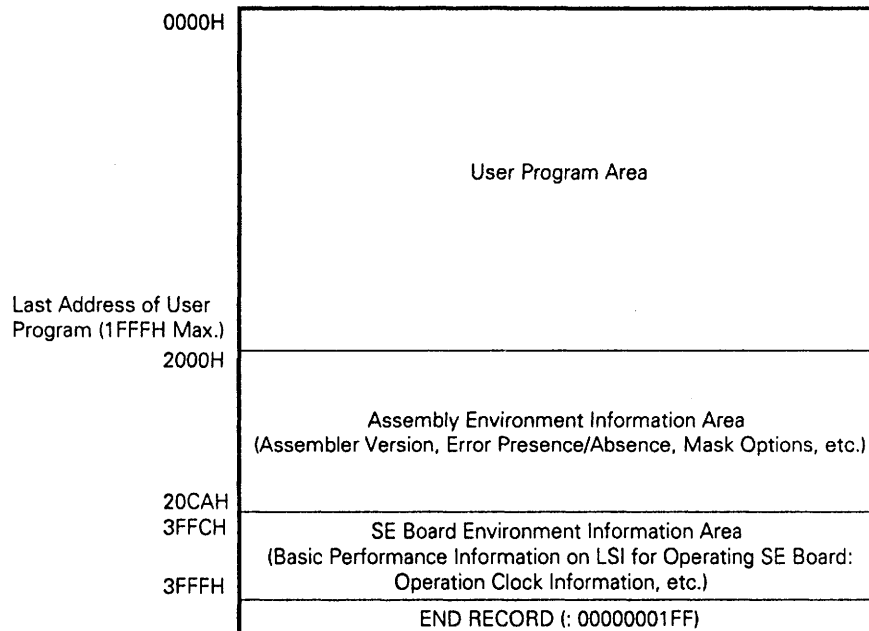 0000H
User Program Area
Last Address of User
Program (1FFFH Max.)
2000H
Assembly Environment Information Area
(Assembler Version, Error Presence/Absence, Mask Options, etc.)
20CAH
3FFCH
SE Board Environment Information Area
(Basic Performance Information on LSI for Operating SE Board:
Operation Clock Information, etc.)
3FFFH
END RECORD (: 00000001FF)